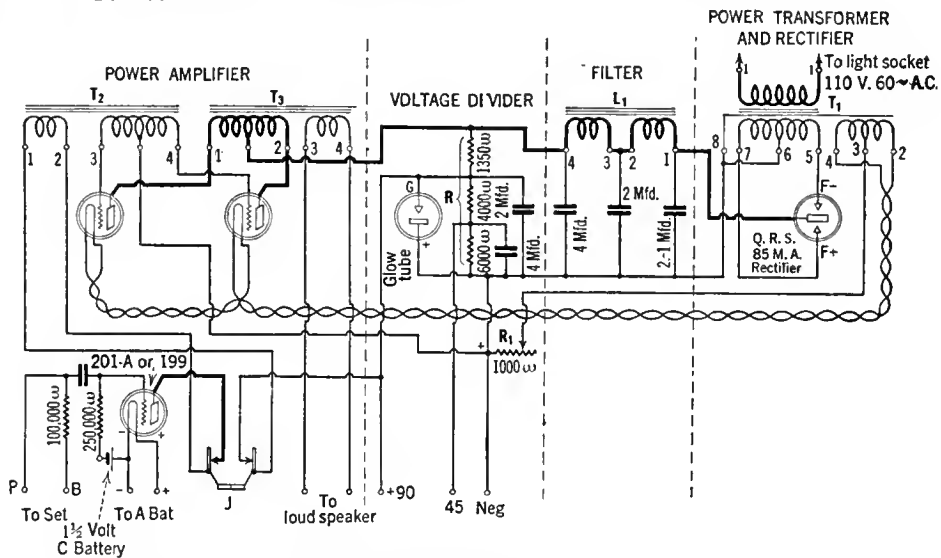 POWER TRANSFORMER
AND RECTIFIER
To light socket
110 V. 60~A.C.
1 1
T1
8 7 6 5 4 3 2
F-
F+
Q. R. S.
85 M. A.
Rectifier
POWER AMPLIFIER
T2
T3
1 2 3 4 1 2 3 4
VOLTAGE DIVIDER
R
1350ω
4000ω
6000ω
2 Mfd.
4 Mfd.
G
+
Glow
tube
FILTER
L1
4 3 2 1
4 Mfd.
2 Mfd.
2.-1 Mfd.
R1
+
1000ω
201-A or, 199
100,000ω
250,000ω
- +
P B - + J +90 45 Neg
To Set
To A Bat
To
loud speaker
1½ Volt
C Battery